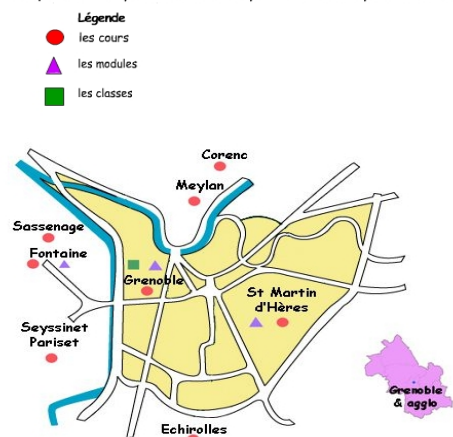 Légende
les cours
les modules
les classes
Corenc
Meylan
Sassenage
Fontaine
Grenoble
St Martin
d'Hères
Seyssinet
Pariset
Grenoble
& agglo
Echirolles